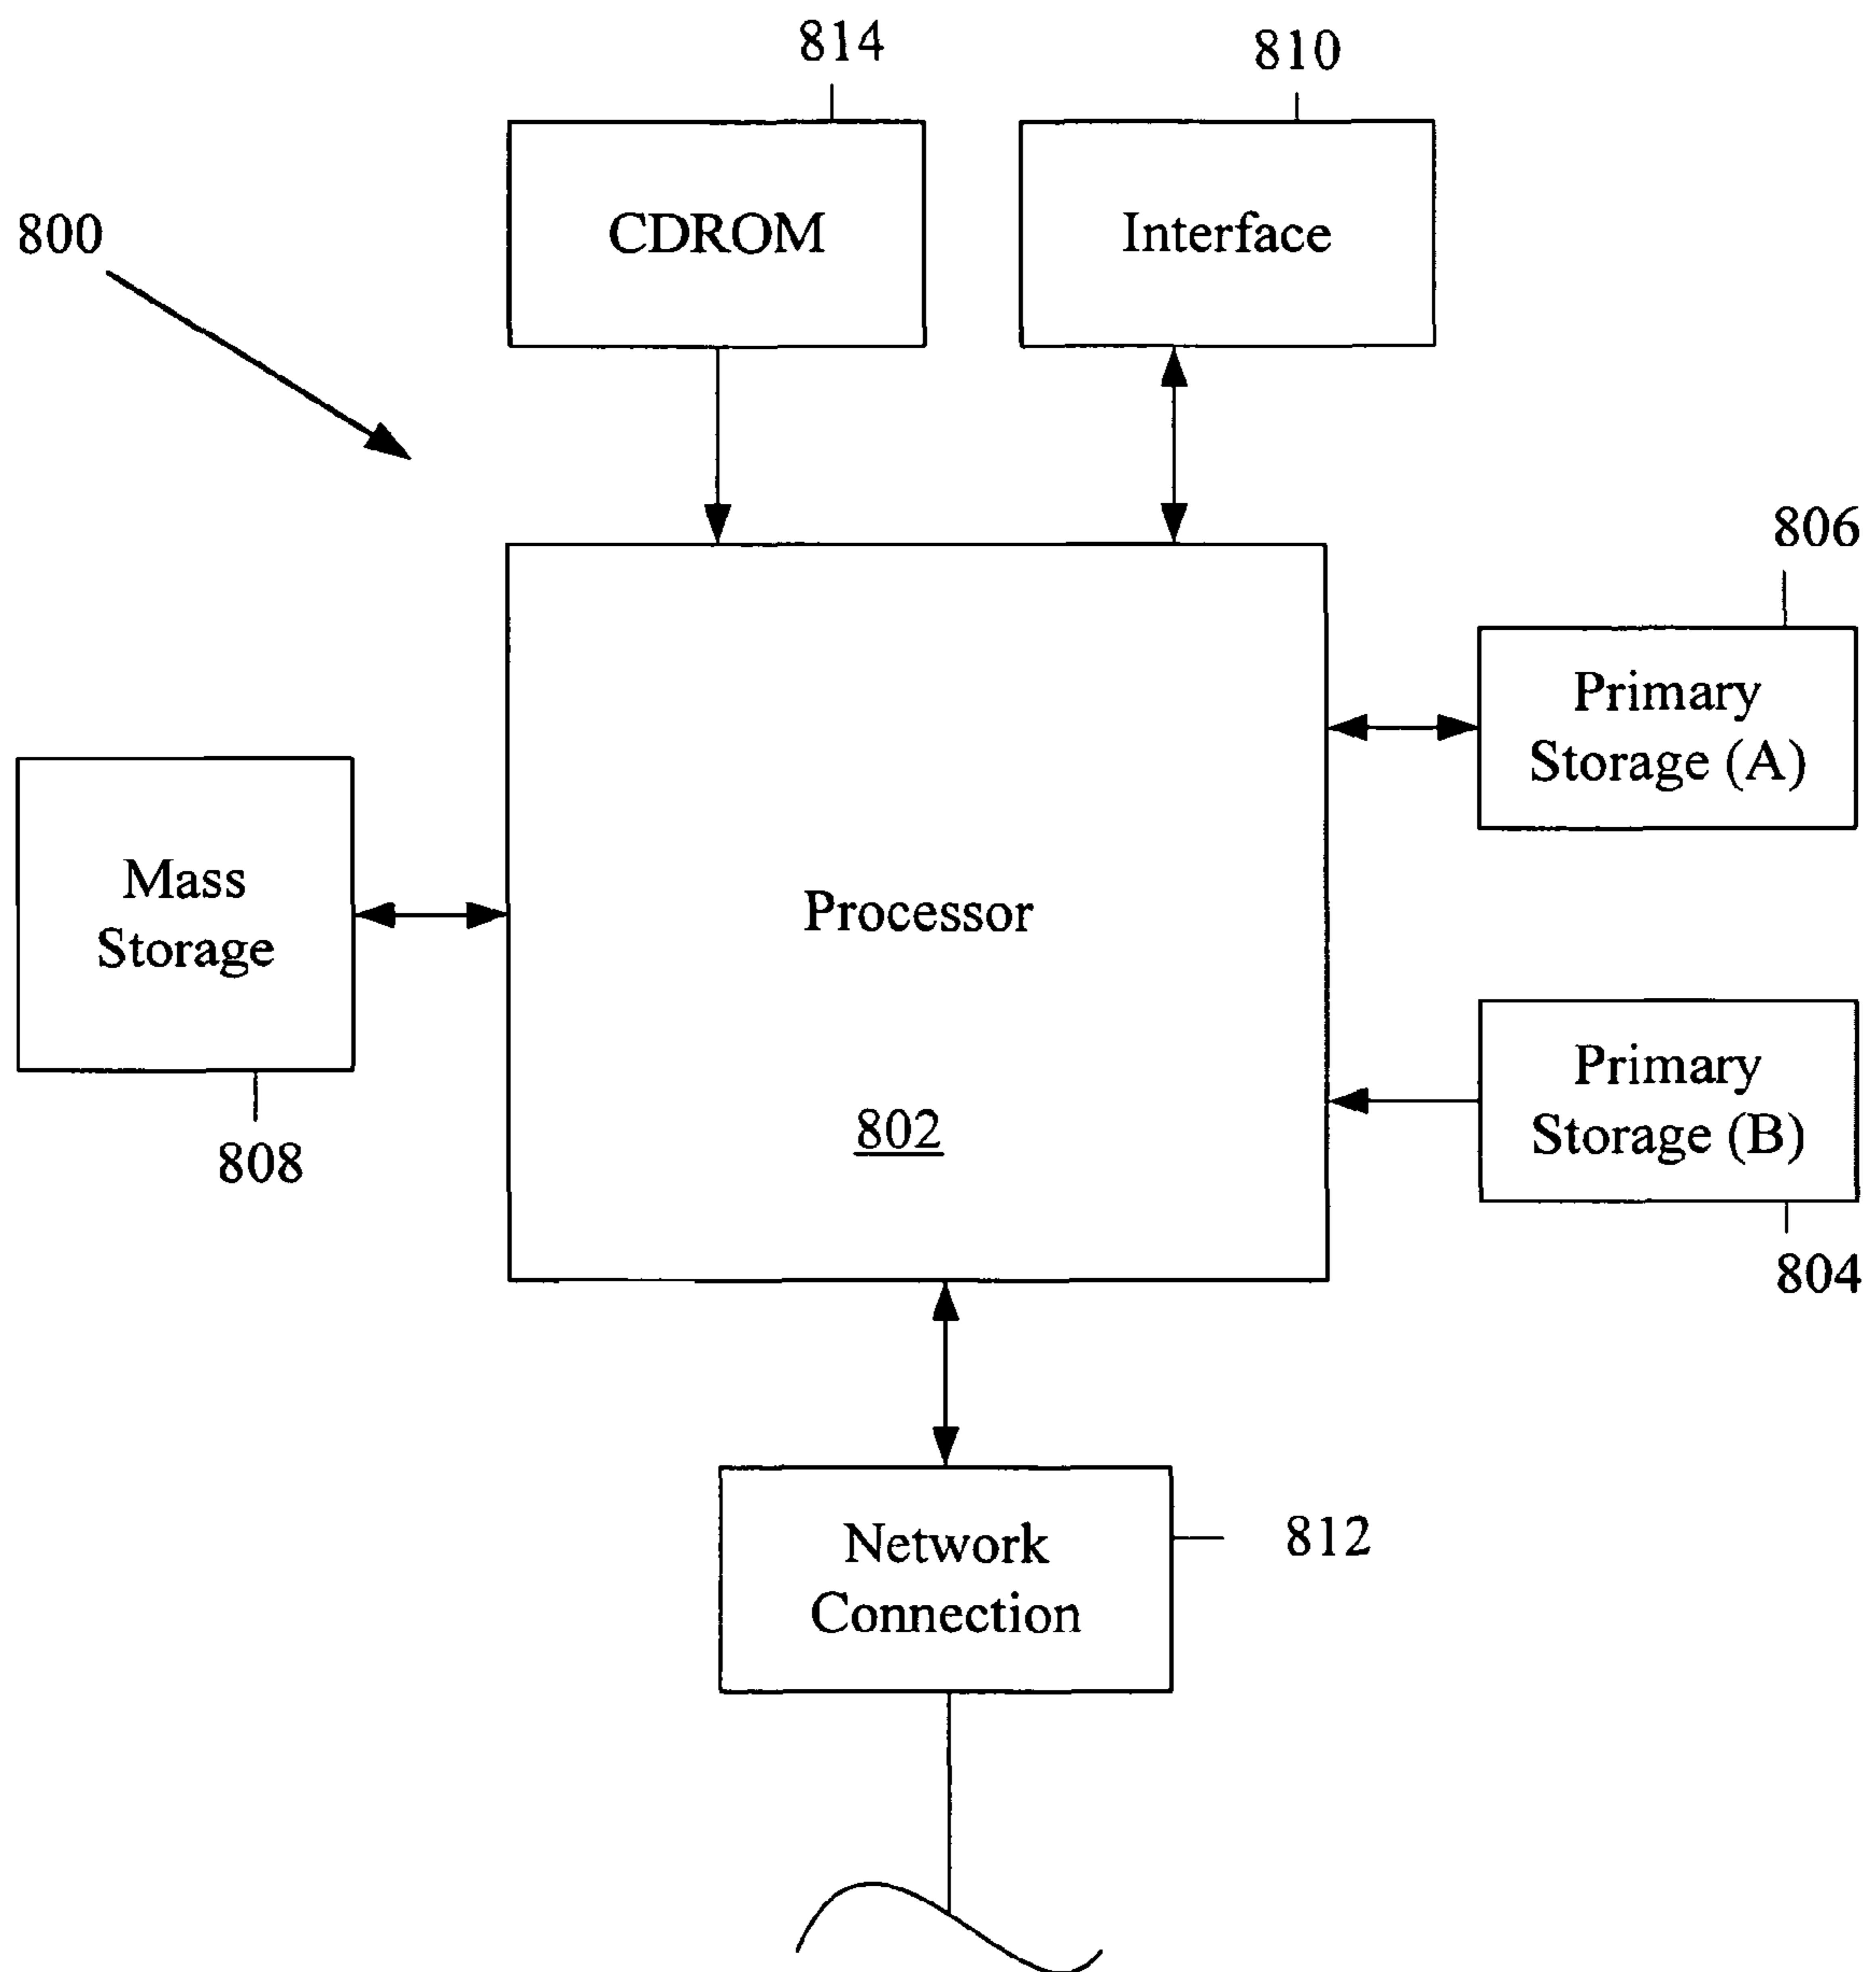 814
810
CDROM
Interface
800
806
Primary
Storage (A)
Mass
Storage
808
Processor
802
Primary
Storage (B)
804
Network
Connection
812